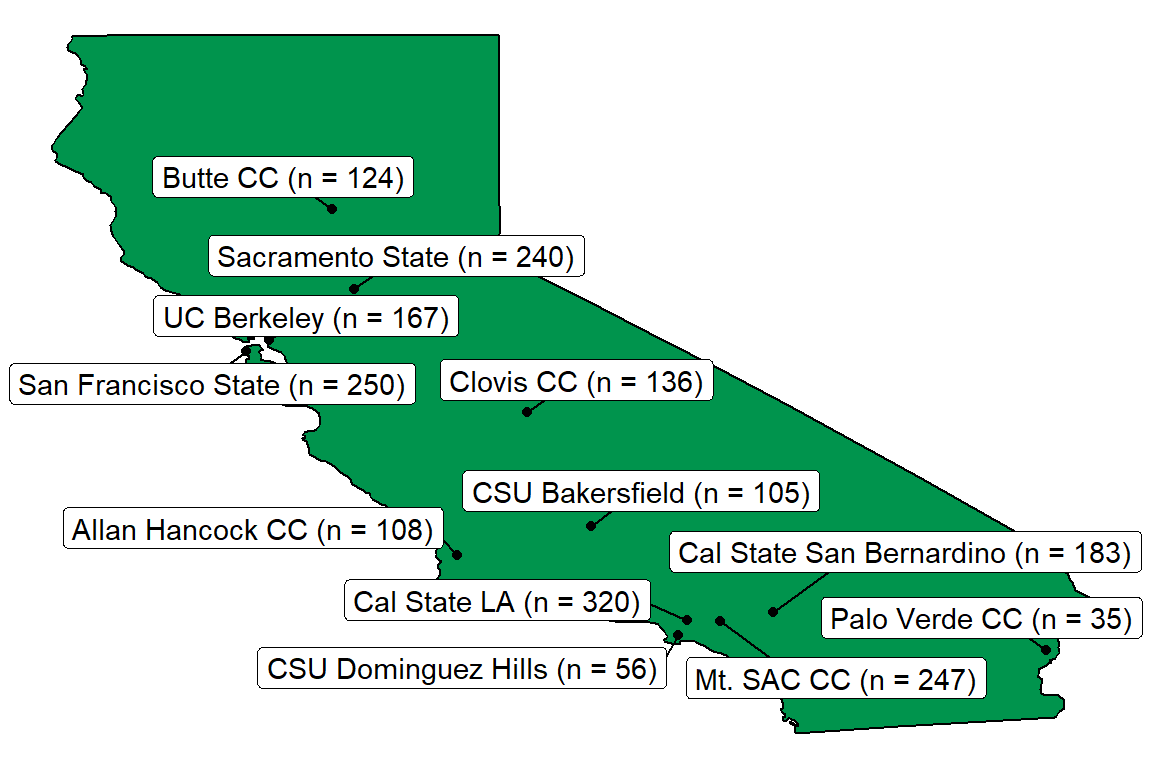 Butte CC (n = 124)
Sacramento State (n = 240)
UC Berkeley (n = 167)
San Francisco State (n = 250)
Clovis CC (n = 136)
CSU Bakersfield (n = 105)
Allan Hancock CC (n = 108)
Cal State San Bernardino (n = 183)
Cal State LA (n = 320)
Palo Verde CC (n = 35)
CSU Dominguez Hills (n = 56)
Mt. SAC CC (n = 247)